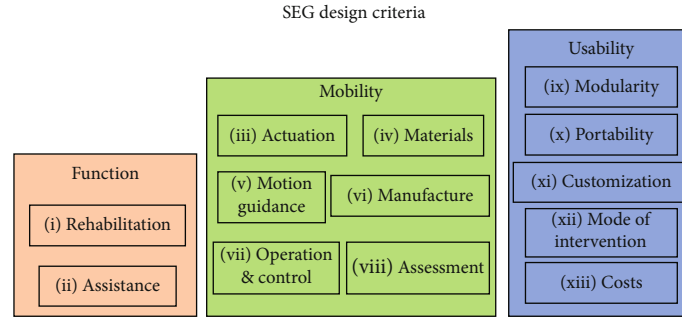 SEG design criteria
Function
(i) Rehabilitation
(ii) Assistance
Mobility
(iii) Actuation
(iv) Materials
(v) Motion
guidance
(vi) Manufacture
(vii) Operation
& control
(viii) Assessment
Usability
(ix) Modularity
(x) Portability
(xi) Customization
(xii) Mode of
intervention
(xiii) Costs